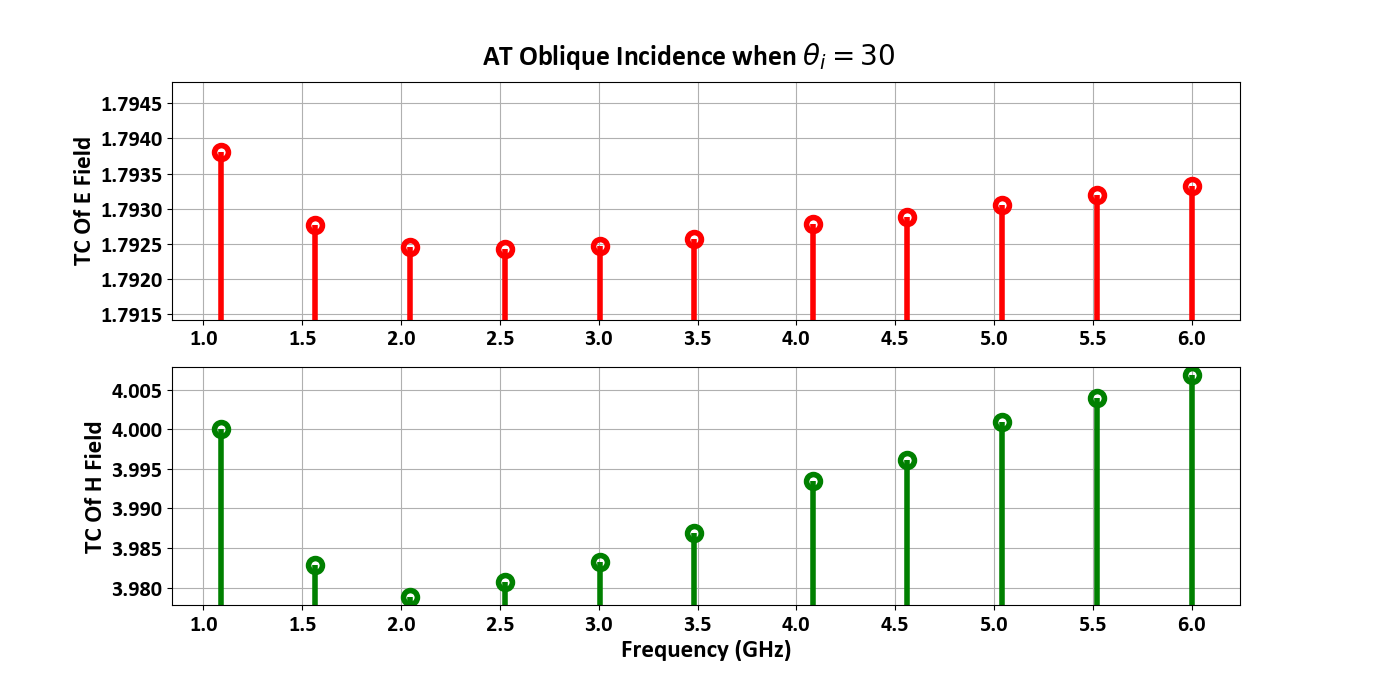 AT Oblique Incidence when θi = 30
TC Of E Field
1.7945
1.7940
1.7935
1.7930
1.7925
1.7920
1.7915
1.0 1.5 2.0 2.5 3.0 3.5 4.0 4.5 5.0 5.5 6.0
TC Of H Field
4.005
4.000
3.995
3.990
3.985
3.980
1.0 1.5 2.0 2.5 3.0 3.5 4.0 4.5 5.0 5.5 6.0
Frequency (GHz)